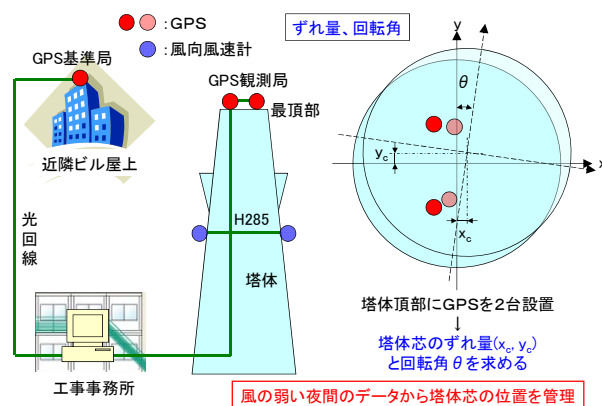 :GPS
:風向風速計
ずれ量、回転角
GPS基準局
近隣ビル屋上
光回線
工事事務所
GPS観測局
最頂部
H285
塔体
y
θ
x
yc
xc
塔体頂部にGPSを2台設置
塔体芯のずれ量(xc, yc)
と回転角θを求める
風の弱い夜間のデータから塔体芯の位置を管理